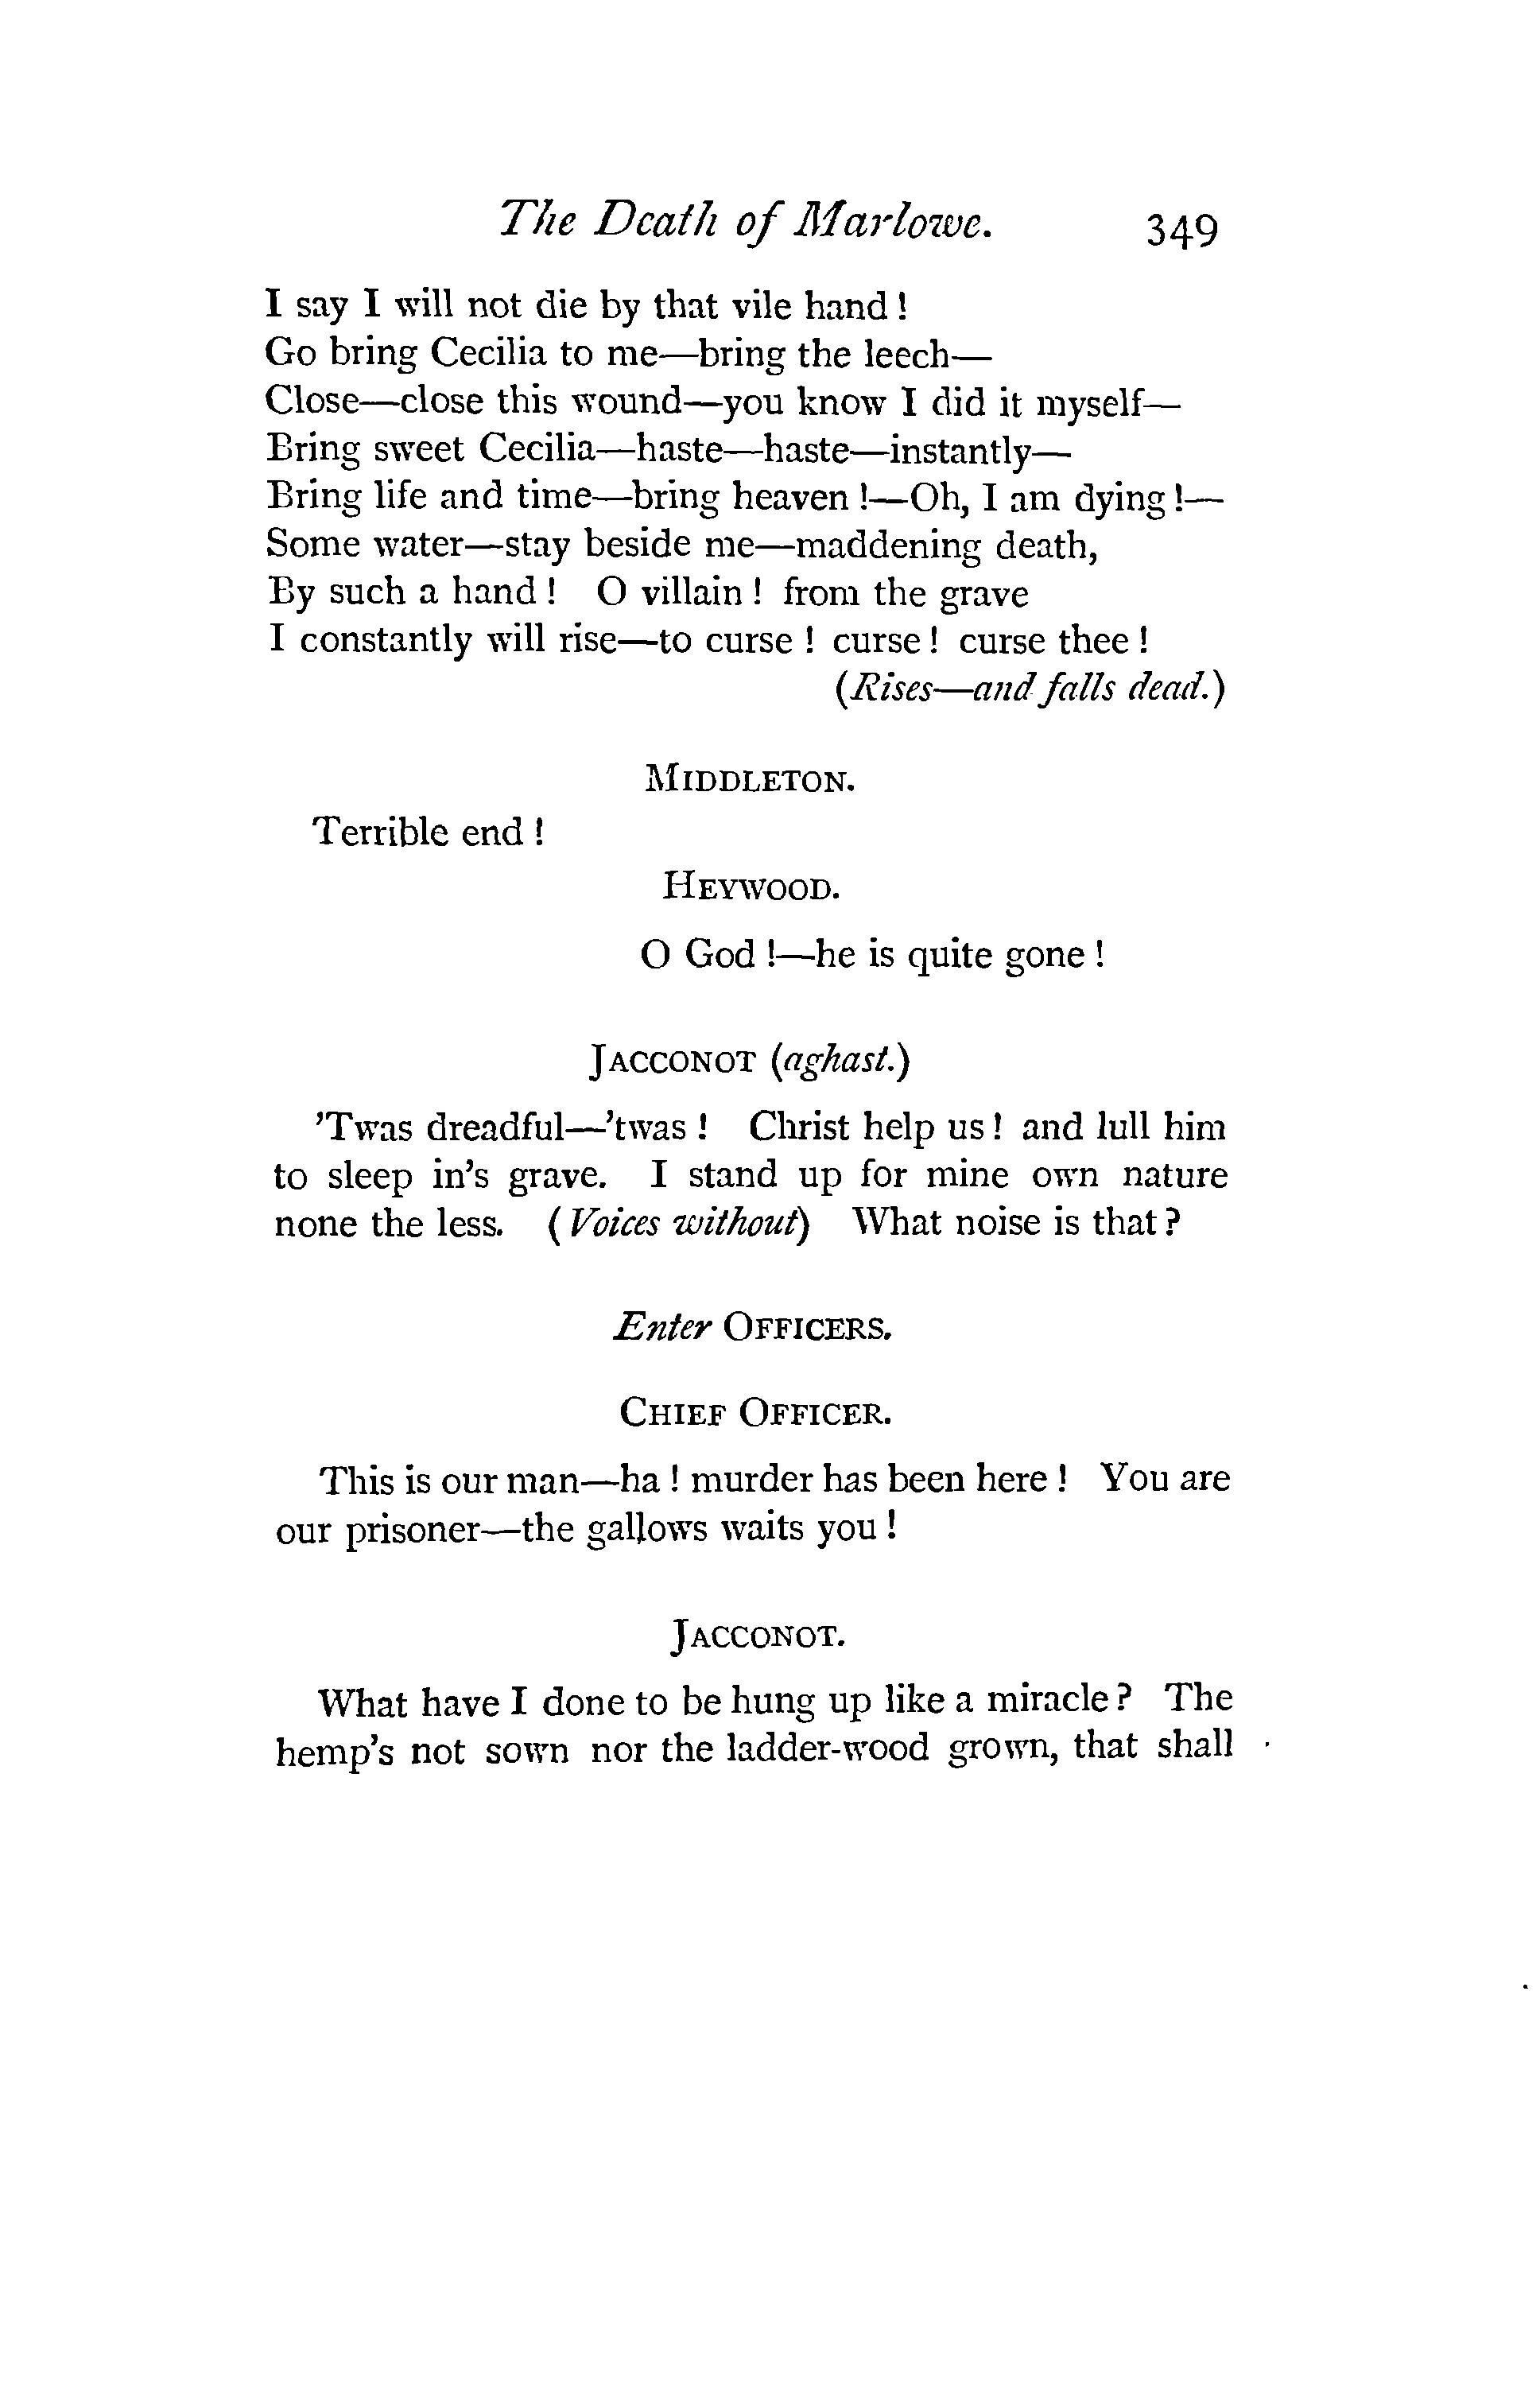 The Death of Marlowe. 349
I say I will not die by that vile hand !
Go bring Cecilia to me—bring the leech—
Close—close this wound—you know I did it myself—
Bring sweet Cecilia—haste—haste—instantly—
Bring life and time—bring heaven !—Oh, I am dying !—
Some water—stay beside me—maddening death,
By such a hand ! O villain ! from the grave
I constantly will rise—to curse ! curse ! curse thee !
(Rises—and falls dead.)
MIDDLETON.
Terrible end !
HEYWOOD.
O God !—he is quite gone !
JACCONOT (aghast.)
’Twas dreadful—’twas ! Christ help us ! and lull him
to sleep in’s grave. I stand up for mine own nature
none the less. (Voices without) What noise is that ?
Enter OFFICERS.
CHIEF OFFICER.
This is our man—ha ! murder has been here ! You are
our prisoner—the gallows waits you !
JACCONOT.
What have I done to be hung up like a miracle ? The
hemp’s not sown nor the ladder-wood grown, that shall